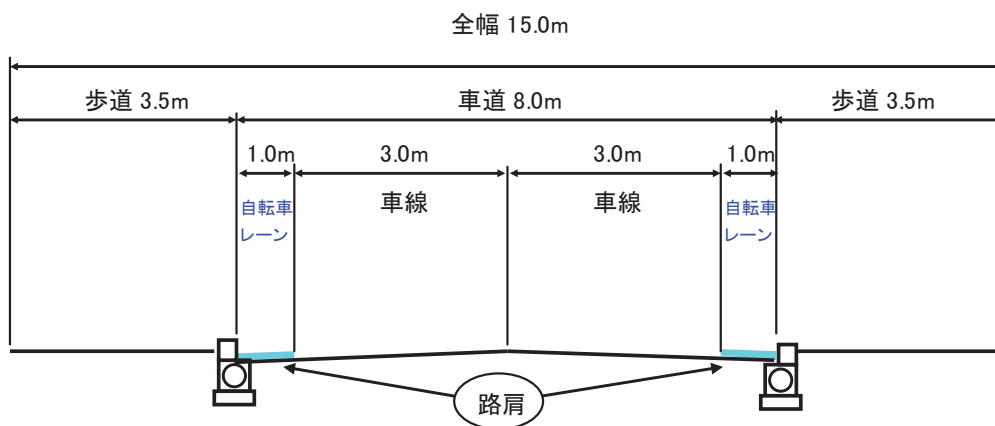 全幅 15.0m
歩道 3.5m
車道 8.0m
歩道 3.5m
1.0m
3.0m
3.0m
1.0m
自転車
レーン
車線
車線
自転車
レーン
路肩